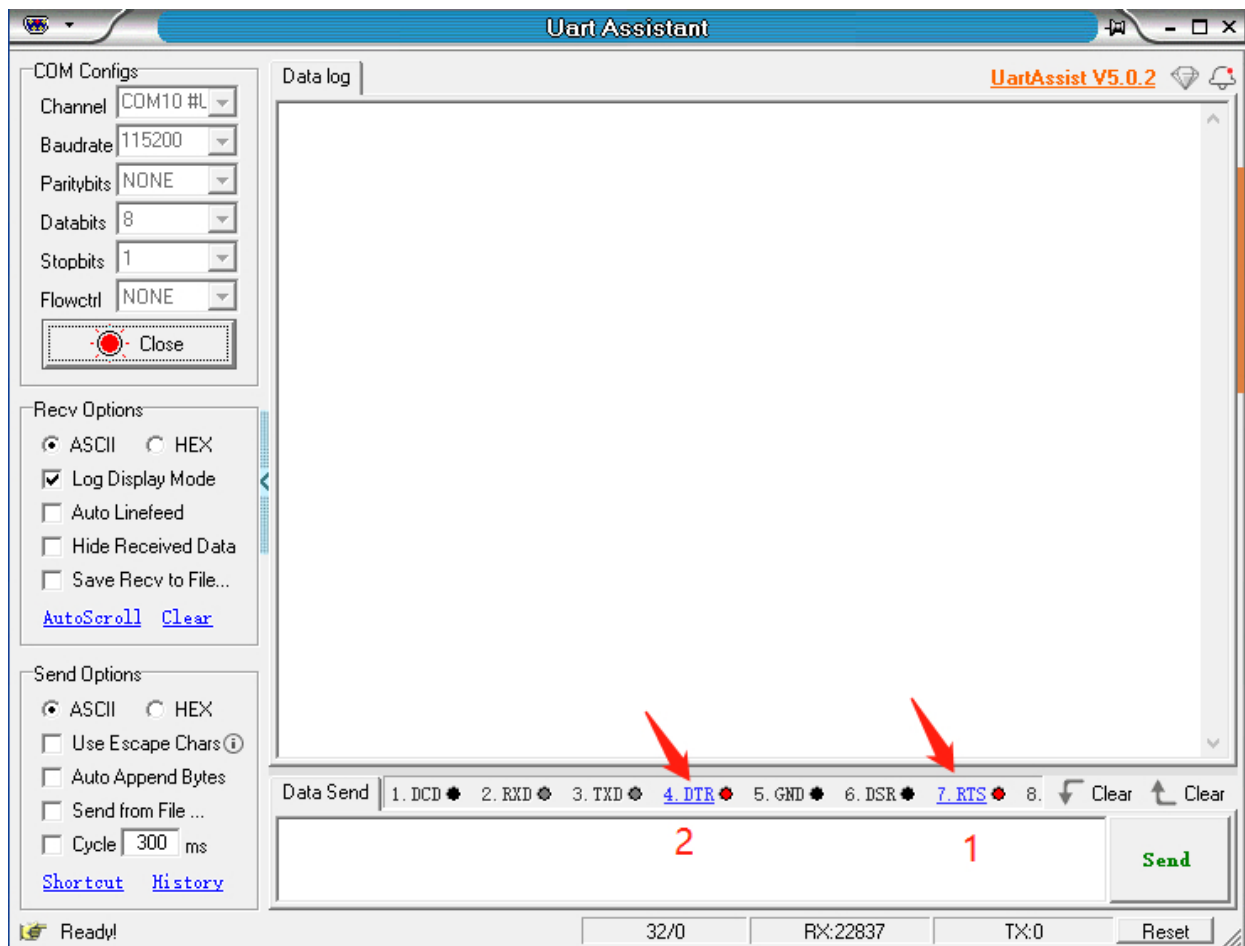 Uart Assistant
COM Configs
Channel COM10 #U
Baudrate 115200
Paritybits NONE
Databits 8
Stopbits 1
Flowctrl NONE
Close
Recv Options
ASCII HEX
Log Display Mode
Auto Linefeed
Hide Received Data
Save Recv to File...
AutoScroll Clear
Send Options
ASCII HEX
Use Escape Chars
Auto Append Bytes
Send from File ...
Cycle 300 ms
Shortcut History
Data log
UartAssist V5.0.2
Data Send 1. DCD 2. RXD 3. TXD 4. DTR 5. GND 6. DSR 7. RTS 8. Clear Clear
2 1
Send
Ready! 32/0 RX:22837 TX:0 Reset